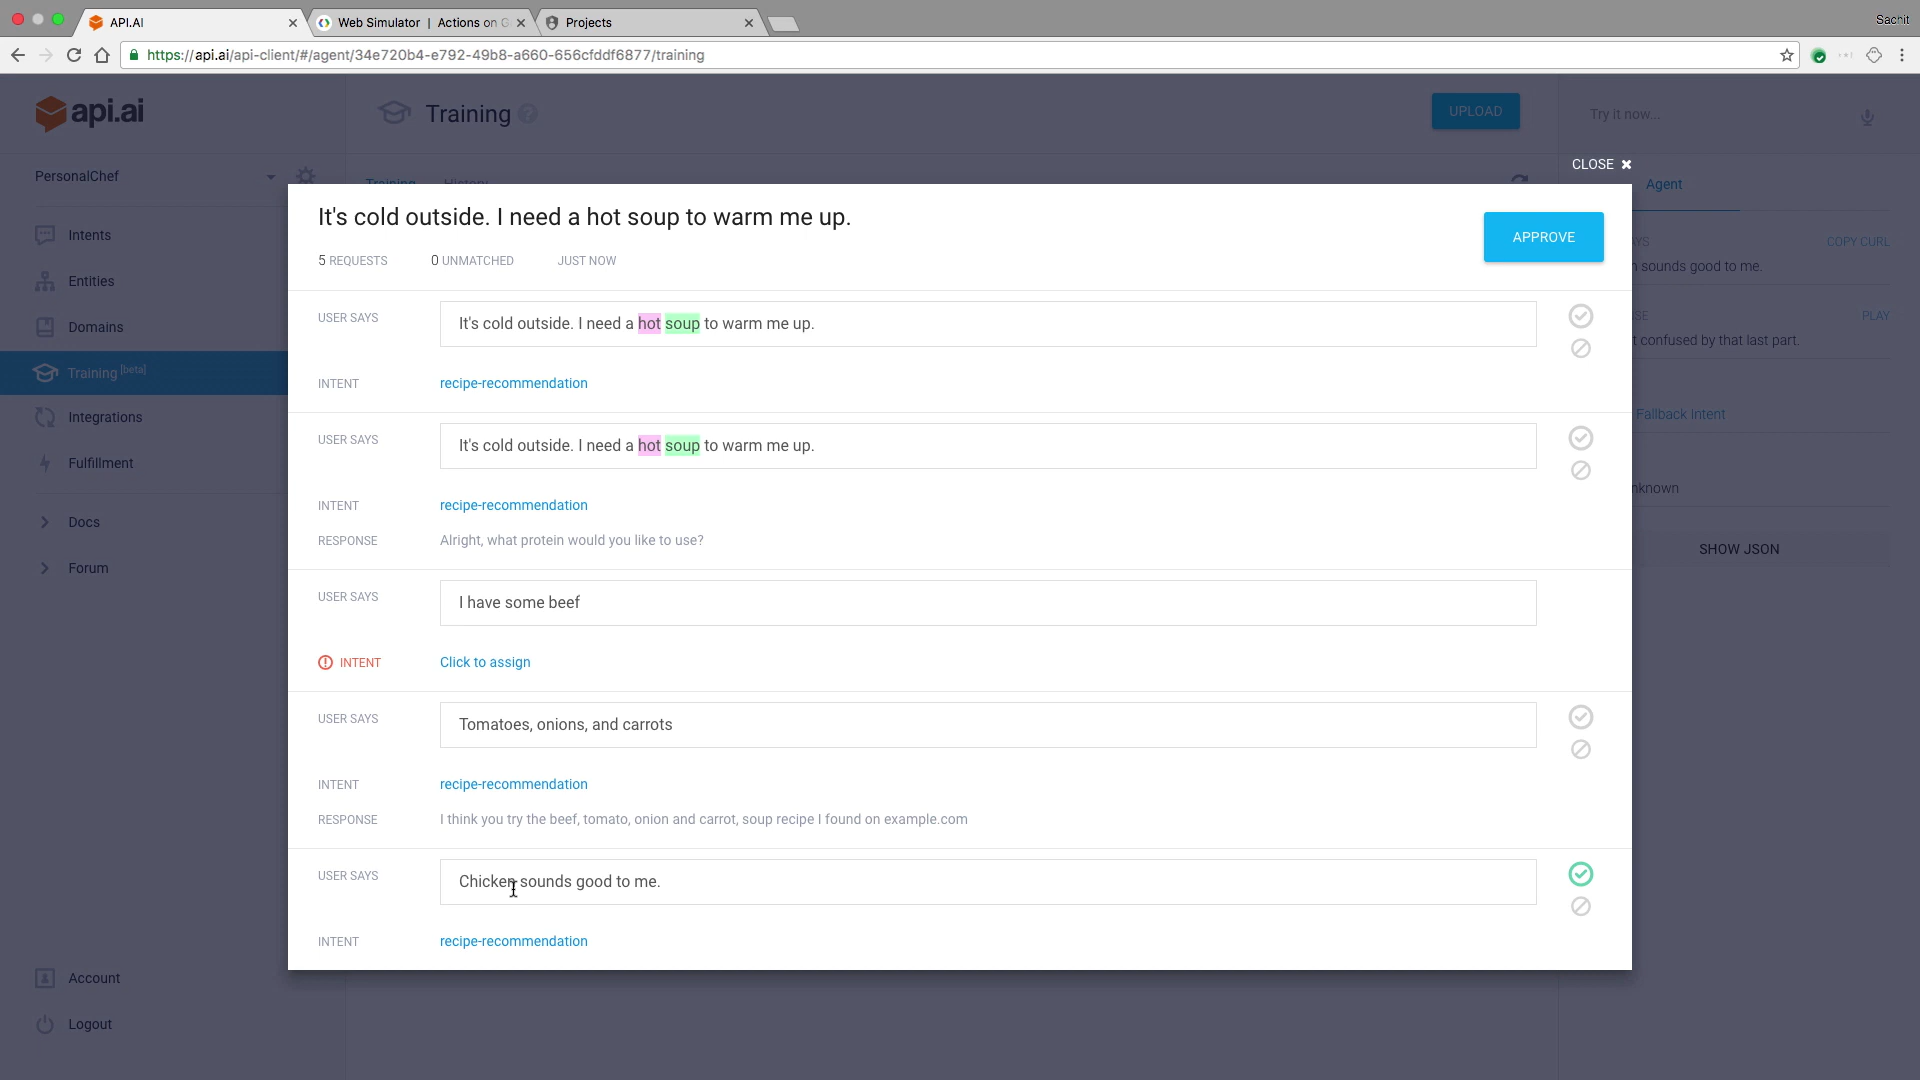 API.AI
Web Simulator | Actions on G
Projects
Sachit
https://api.ai/api-client/#/agent/34e720b4-e792-49b8-a660-656cfddf6877/training
api.ai
Training
UPLOAD
Try it now...
CLOSE
PersonalChef
Training
History
Agent
Intents
Entities
Domains
Training [beta]
Integrations
Fulfillment
Docs
Forum
Account
Logout
It's cold outside. I need a hot soup to warm me up.
APPROVE
5 REQUESTS
0 UNMATCHED
JUST NOW
USER SAYS
It's cold outside. I need a hot soup to warm me up.
INTENT
recipe-recommendation
USER SAYS
It's cold outside. I need a hot soup to warm me up.
INTENT
recipe-recommendation
RESPONSE
Alright, what protein would you like to use?
USER SAYS
I have some beef
INTENT
Click to assign
USER SAYS
Tomatoes, onions, and carrots
INTENT
recipe-recommendation
RESPONSE
I think you try the beef, tomato, onion and carrot, soup recipe I found on example.com
USER SAYS
Chicken sounds good to me.
INTENT
recipe-recommendation
AYS
COPY CURL
n sounds good to me.
SE
PLAY
t confused by that last part.
Fallback Intent
nknown
SHOW JSON